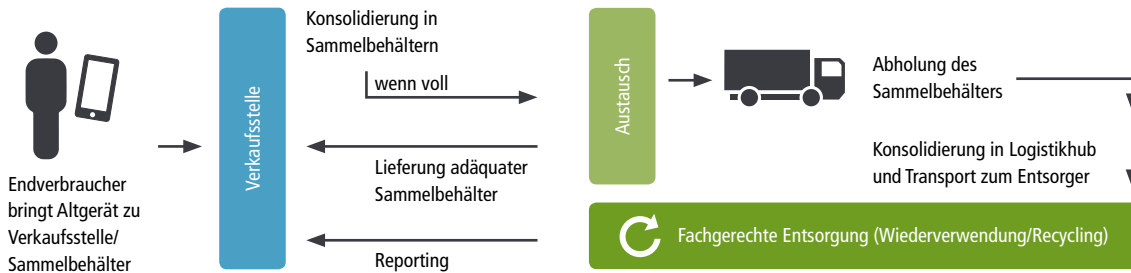 Endverbraucher
bringt Altgerät zu
Verkaufsstelle/
Sammelbehälter
Verkaufsstelle
Konsolidierung in
Sammelbehältern
wenn voll
Lieferung adäquater
Sammelbehälter
Reporting
Austausch
Abholung des
Sammelbehälters
Konsolidierung in Logistikhub
und Transport zum Entsorger
Fachgerechte Entsorgung (Wiederverwendung/Recycling)